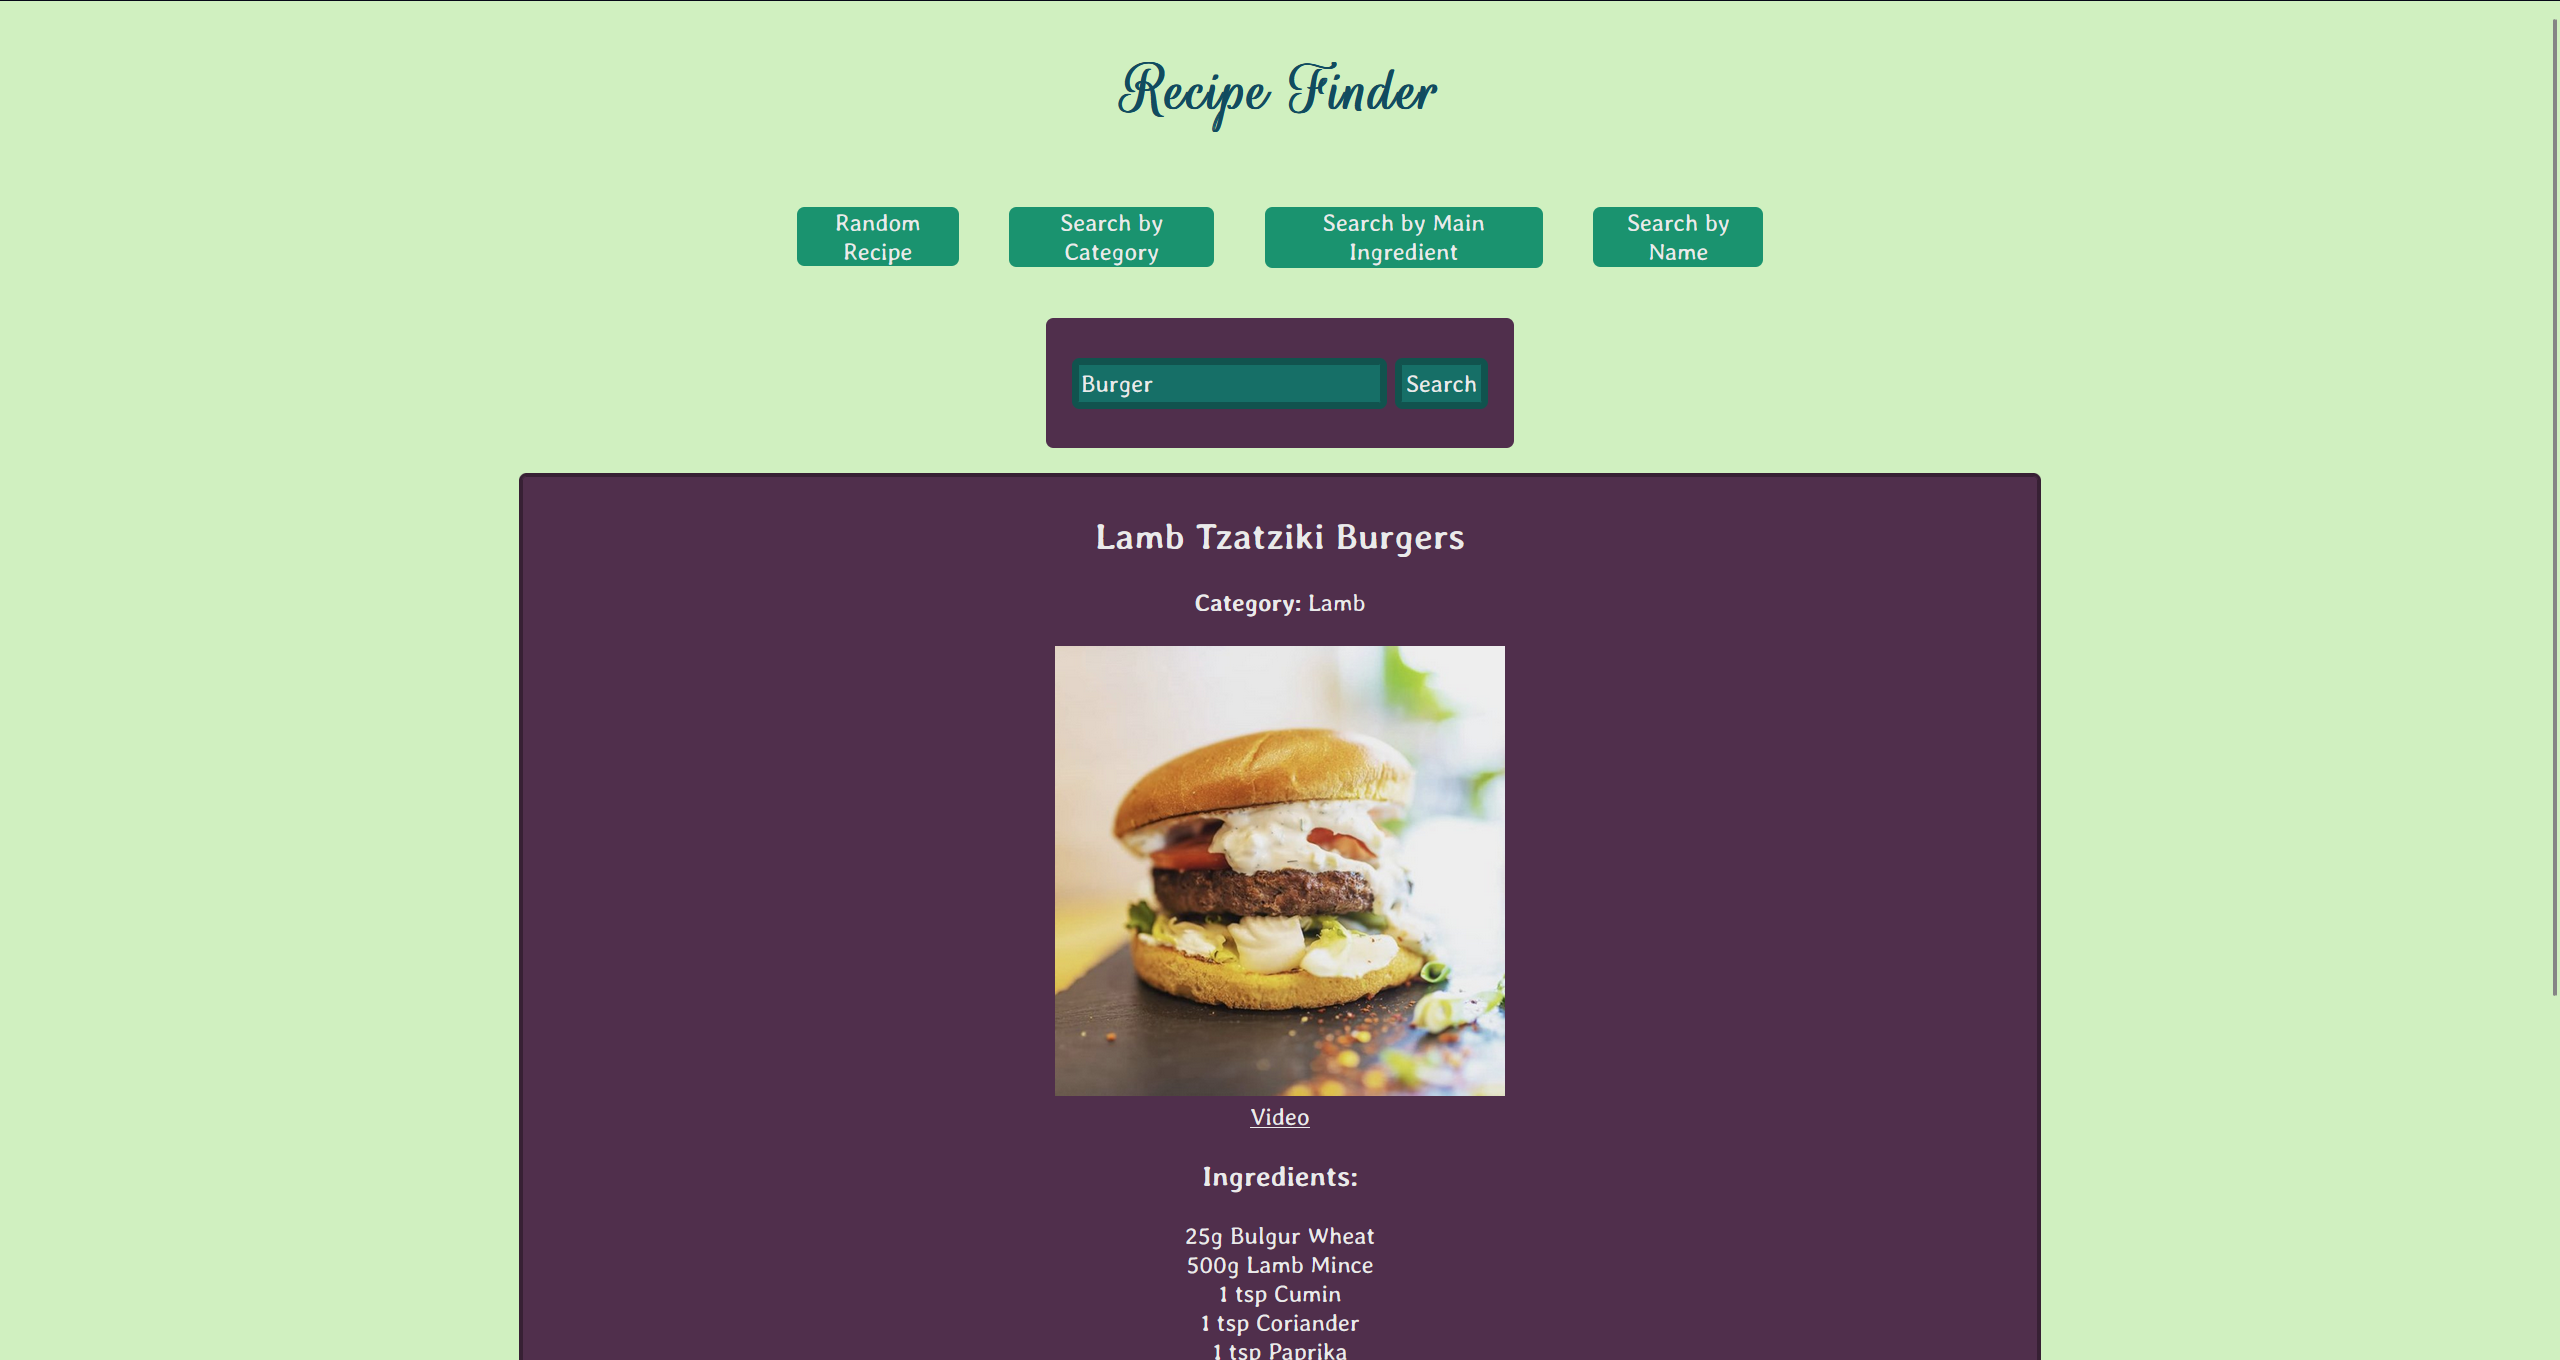 Recipe Finder
Random
Recipe
Search by
Category
Search by Main
Ingredient
Search by
Name
Burger
Search
Lamb Tzatziki Burgers
Category: Lamb
Video
Ingredients:
25g Bulgur Wheat
500g Lamb Mince
1 tsp Cumin
1 tsp Coriander
1 tsp Paprika